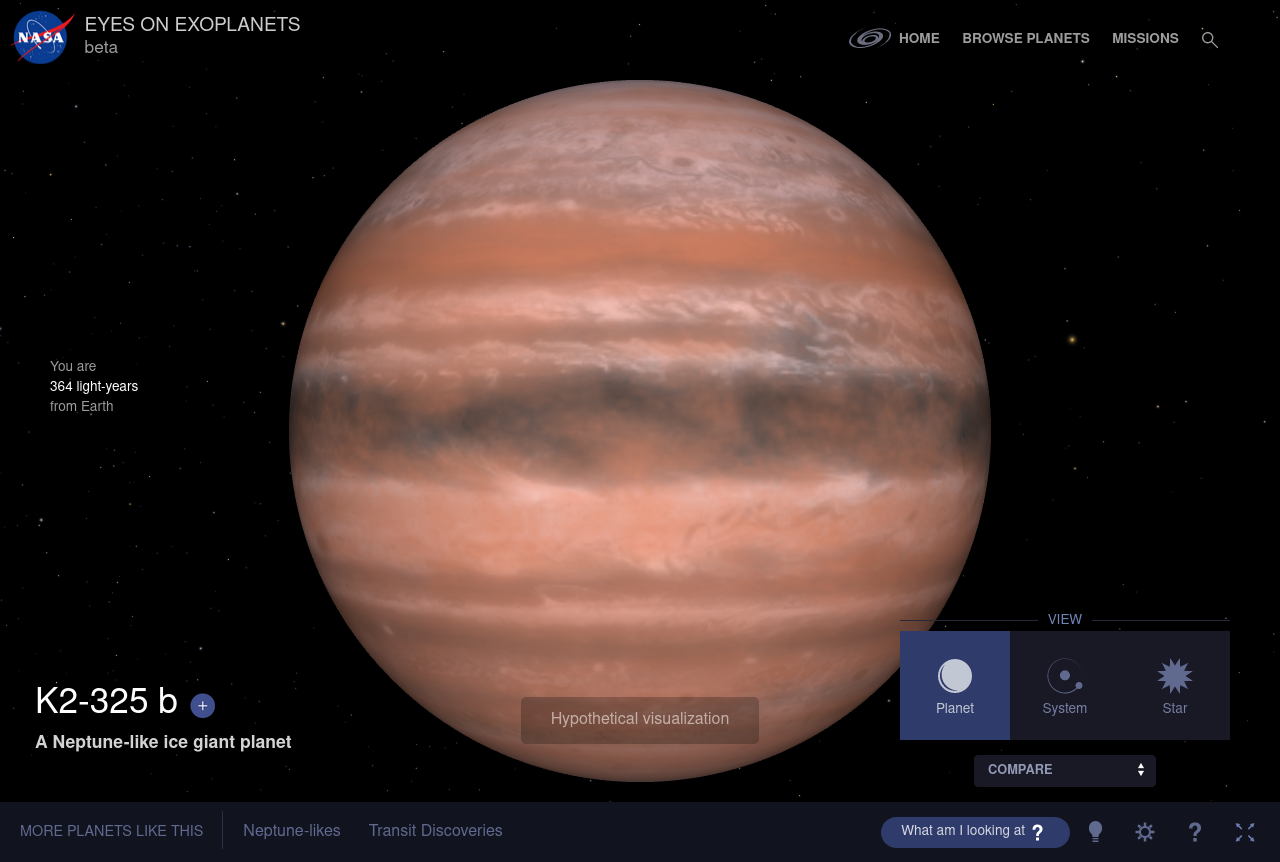 NASA
EYES ON EXOPLANETS
beta
HOME
BROWSE PLANETS
MISSIONS
You are
364 light-years
from Earth
K2-325 b +
A Neptune-like ice giant planet
Hypothetical visualization
VIEW
Planet
System
Star
COMPARE
MORE PLANETS LIKE THIS
Neptune-likes
Transit Discoveries
What am I looking at ?
?